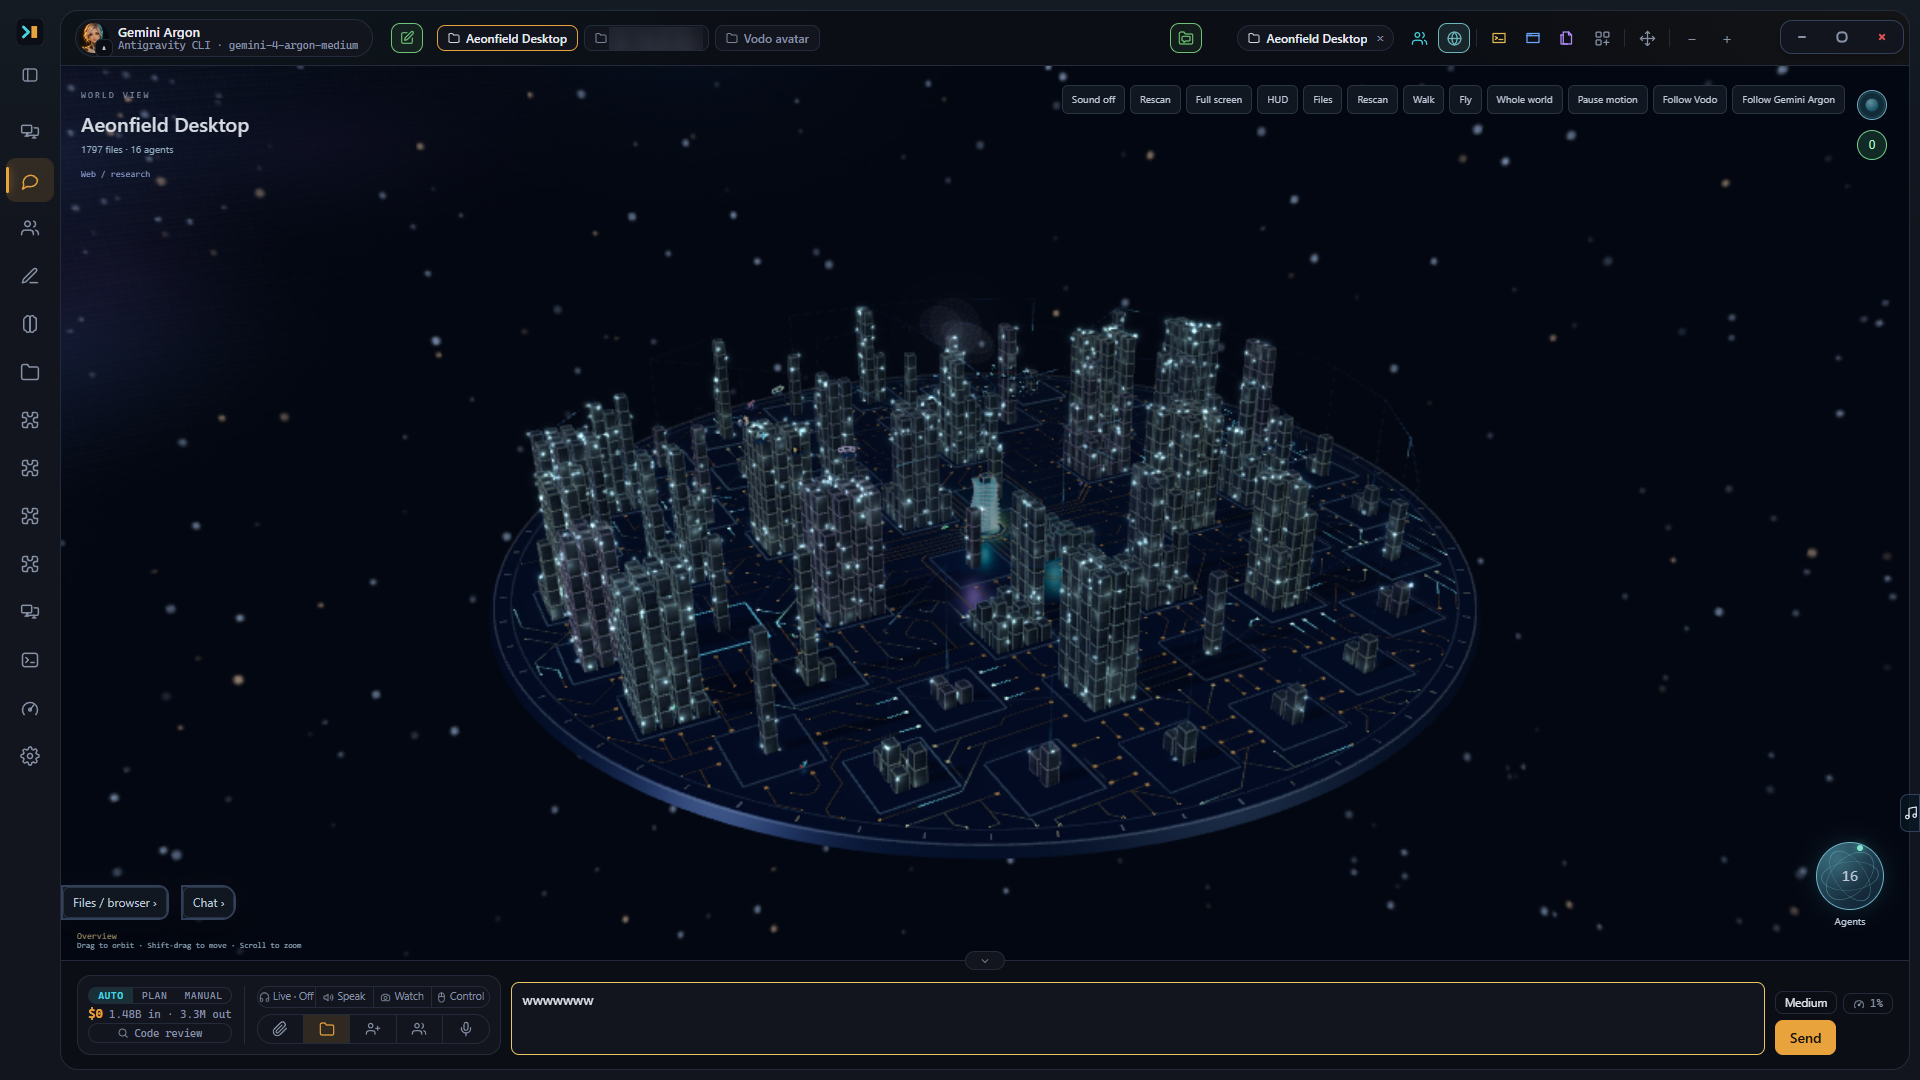 Gemini Argon
Antigravity CLI · gemini-4-argon-medium
Aeonfield Desktop
Vodo avatar
Aeonfield Desktop ×
WORLD VIEW
Aeonfield Desktop
1797 files · 16 agents
Web / research
Sound off
Rescan
Full screen
HUD
Files
Rescan
Walk
Fly
Whole world
Pause motion
Follow Vodo
Follow Gemini Argon
0
16
Agents
Files / browser ›
Chat ›
Overview
Drag to orbit · Shift-drag to move · Scroll to zoom
AUTO PLAN MANUAL
$0 1.48B in · 3.3M out
Code review
Live · Off
Speak
Watch
Control
wwwwwww
Medium
1%
Send